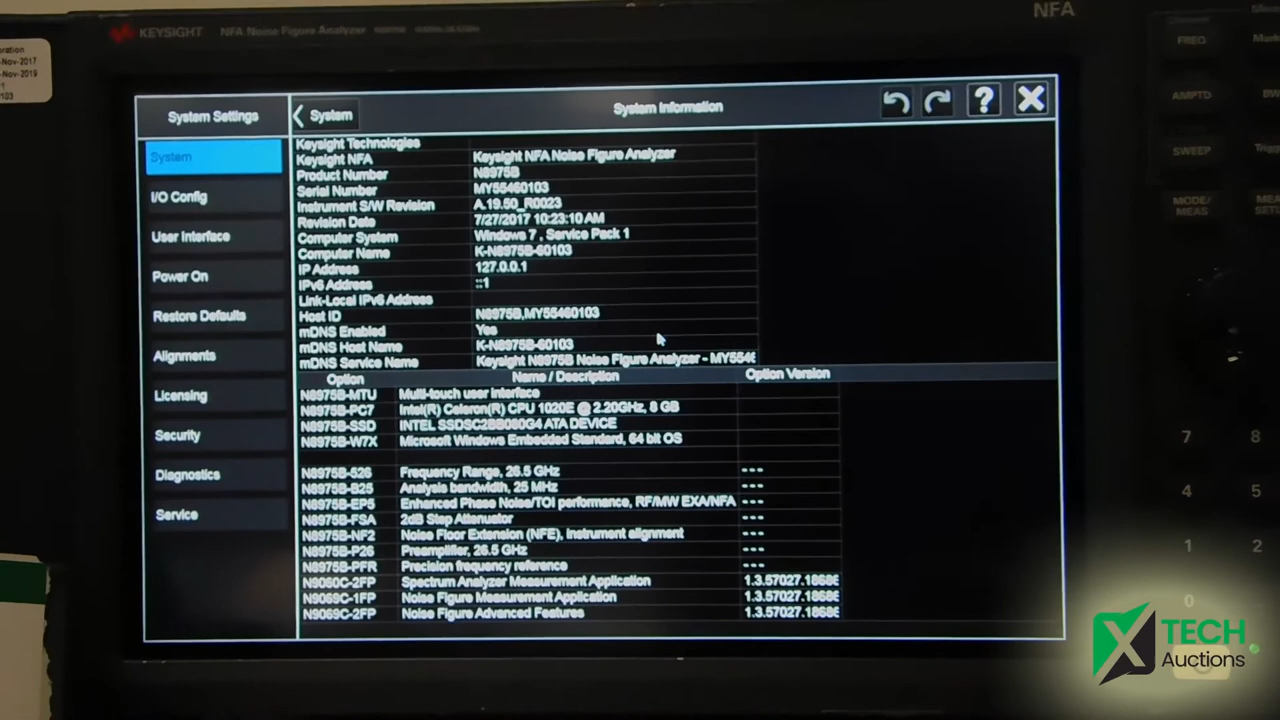 NFA
KEYSIGHT NFA Noise Figure Analyzer
-Nov-2017
-Nov-2019
103
FREQ
AMPTD
SWEEP
MODE/
MEAS
7 8
4 5
1 2
0
System Settings
System
I/O Config
User Interface
Power On
Restore Defaults
Alignments
Licensing
Security
Diagnostics
Service
System
System Information
?
Keysight Technologies
Keysight NFA Keysight NFA Noise Figure Analyzer
Product Number N8975B
Serial Number MY55460103
Instrument S/W Revision A.19.50_R0023
Revision Date 7/27/2017 10:23:10 AM
Computer System Windows 7 , Service Pack 1
Computer Name K-N8975B-60103
IP Address 127.0.0.1
IPv6 Address ::1
Link-Local IPv6 Address
Host ID N8975B,MY55460103
mDNS Enabled Yes
mDNS Host Name K-N8975B-60103
mDNS Service Name Keysight N8975B Noise Figure Analyzer - MY554
Option Name / Description Option Version
N8975B-MTU Multi-touch user interface
N8975B-PC7 Intel(R) Celeron(R) CPU 1020E @ 2.20GHz, 8 GB
N8975B-SSD INTEL SSDSC2BB080G4 ATA DEVICE
N8975B-W7X Microsoft Windows Embedded Standard, 64 bit OS
N8975B-526 Frequency Range, 26.5 GHz ---
N8975B-B25 Analysis bandwidth, 25 MHz ---
N8975B-EP5 Enhanced Phase Noise/TOI performance, RF/MW EXA/NFA ---
N8975B-FSA 2dB Step Attenuator ---
N8975B-NF2 Noise Floor Extension (NFE), Instrument alignment ---
N8975B-P26 Preamplifier, 26.5 GHz ---
N8975B-PFR Precision frequency reference ---
N9060C-2FP Spectrum Analyzer Measurement Application 1.3.57027.1868
N9069C-1FP Noise Figure Measurement Application 1.3.57027.1868
N9069C-2FP Noise Figure Advanced Features 1.3.57027.1868
X TECH
Auctions